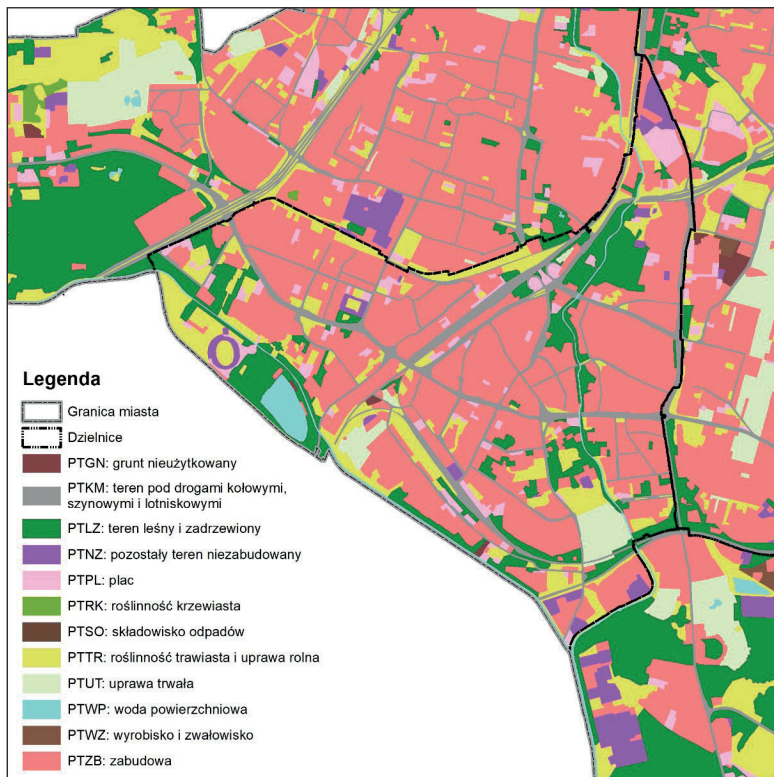 Legenda
Granica miasta
Dzielnice
PTGN: grunt nieużytkowany
PTKM: teren pod drogami kołowymi,
szynowymi i lotniskowymi
PTLZ: teren leśny i zadrzewiony
PTNZ: pozostały teren niezabudowany
PTPL: plac
PTRK: roślinność krzewiasta
PTSO: składowisko odpadów
PTTR: roślinność trawiasta i uprawa rolna
PTUT: uprawa trwała
PTWP: woda powierzchniowa
PTWZ: wyrobisko i zwałowisko
PTZB: zabudowa